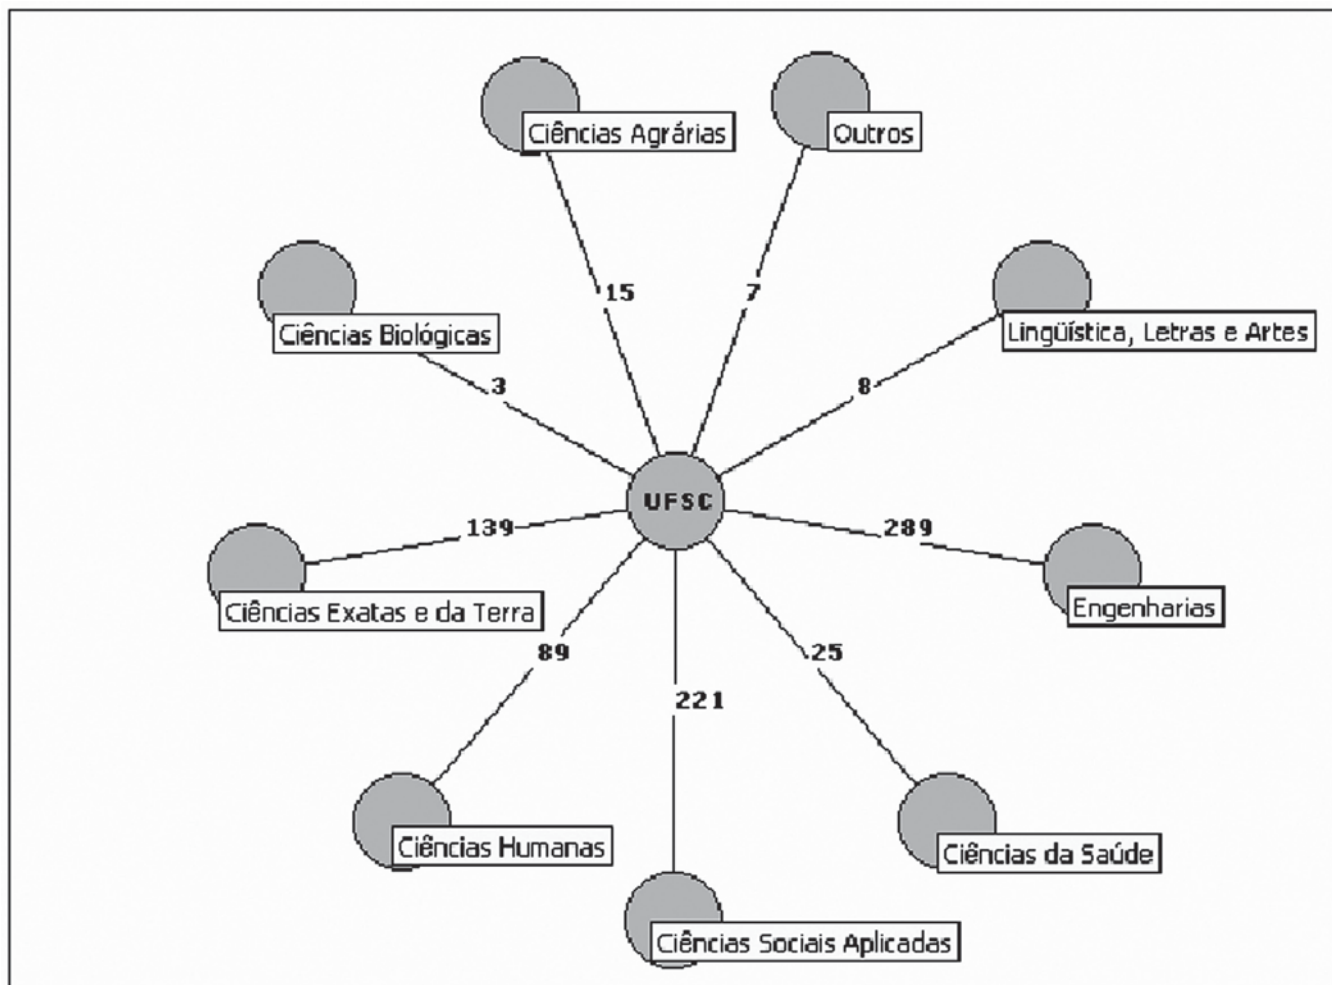 Ciências Agrárias
Outros
15
7
Ciências Biológicas
Lingüística, Letras e Artes
3
8
UFSC
139
289
Ciências Exatas e da Terra
Engenharias
89
25
221
Ciências Humanas
Ciências da Saúde
Ciências Sociais Aplicadas